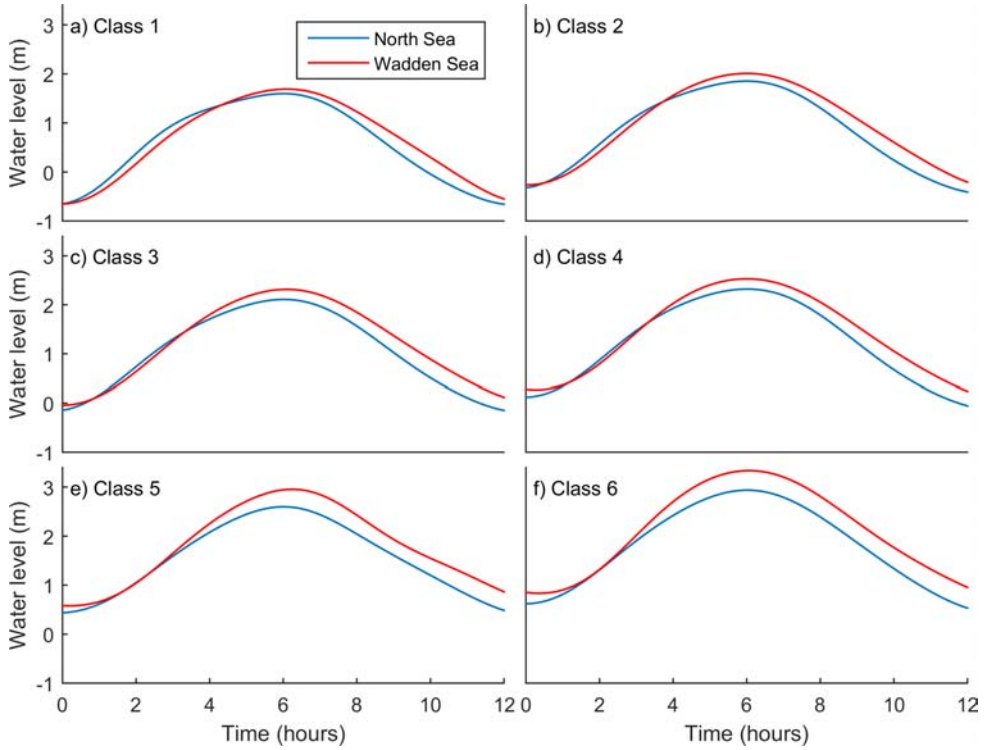 a) Class 1
North Sea
Wadden Sea
b) Class 2
Water level (m)
3
2
1
0
-1
c) Class 3
d) Class 4
Water level (m)
3
2
1
0
-1
e) Class 5
f) Class 6
Water level (m)
3
2
1
0
-1
0 2 4 6 8 10 12
0 2 4 6 8 10 12
Time (hours)
Time (hours)